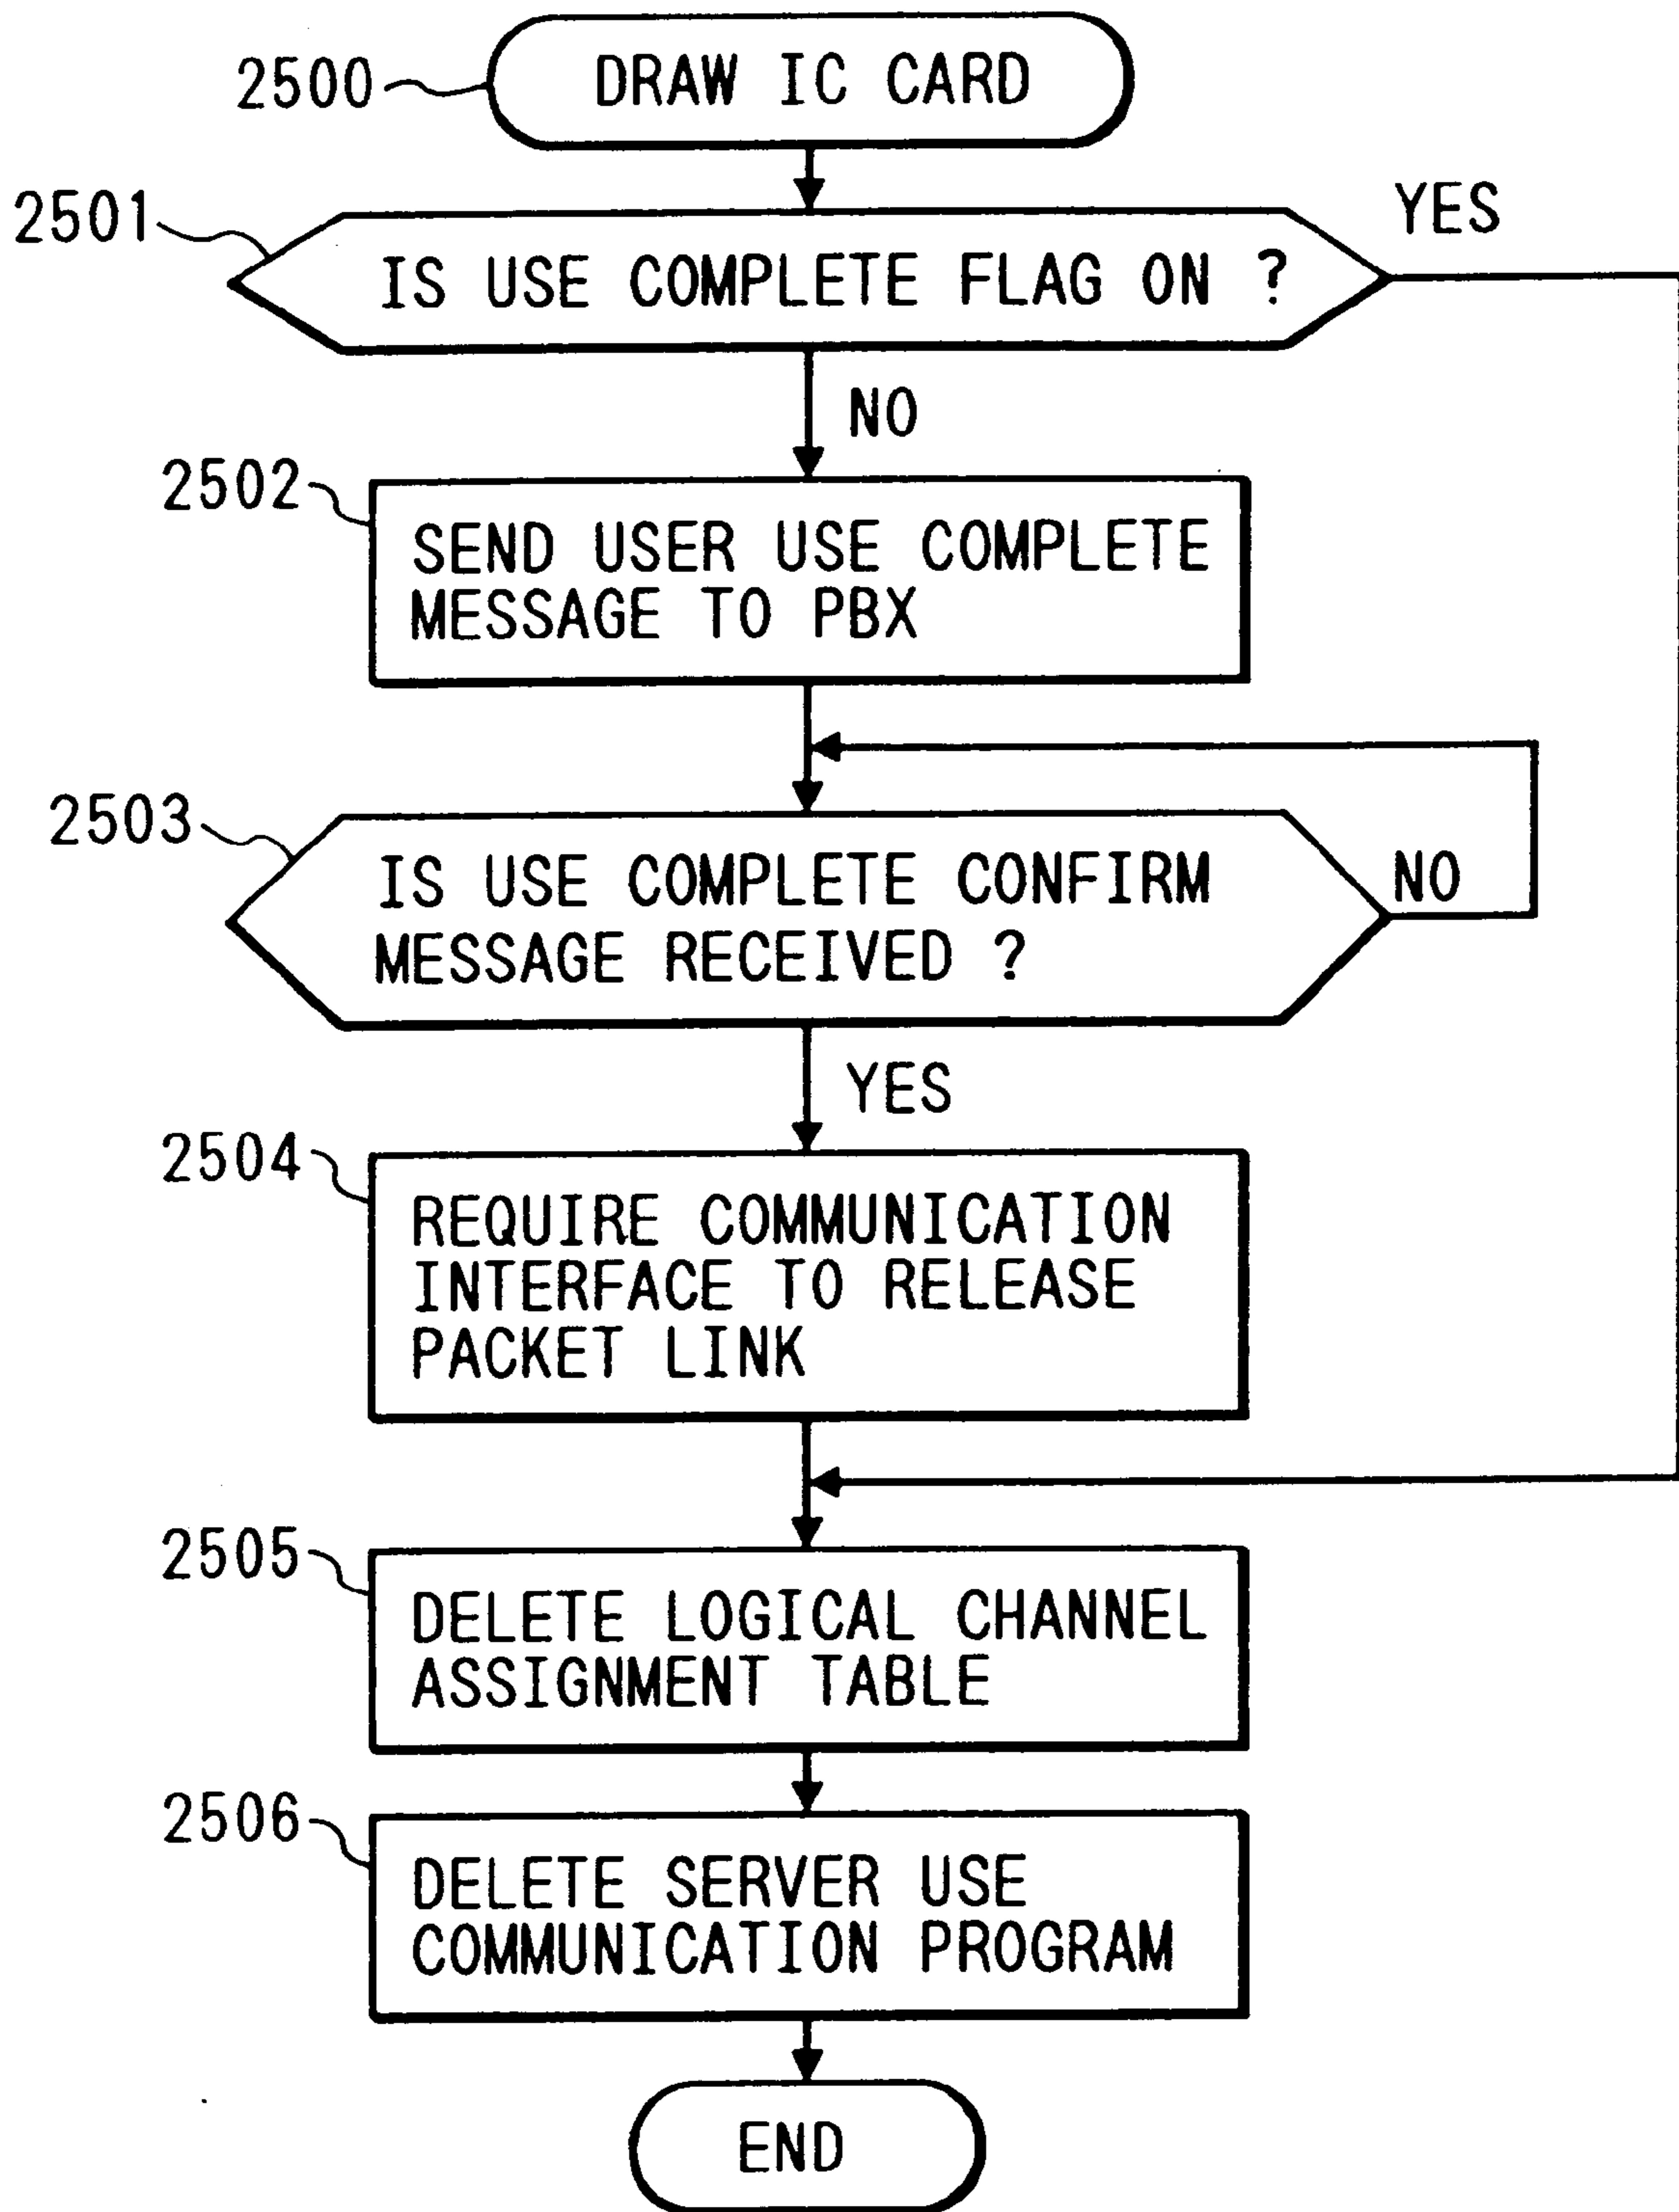 2500
DRAW IC CARD
2501
YES
IS USE COMPLETE FLAG ON ?
NO
2502
SEND USER USE COMPLETE
MESSAGE TO PBX
2503
IS USE COMPLETE CONFIRM
MESSAGE RECEIVED ?
NO
YES
2504
REQUIRE COMMUNICATION
INTERFACE TO RELEASE
PACKET LINK
2505
DELETE LOGICAL CHANNEL
ASSIGNMENT TABLE
2506
DELETE SERVER USE
COMMUNICATION PROGRAM
END